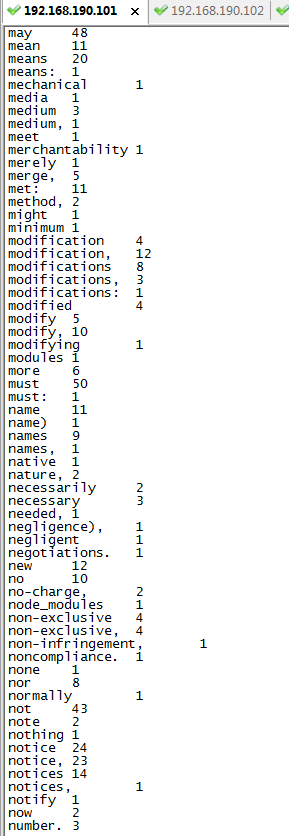 192.168.190.101 × 192.168.190.102
may 48
mean 11
means 20
means: 1
mechanical 1
media 1
medium 3
medium, 1
meet 1
merchantability 1
merely 1
merge, 5
met: 11
method, 2
might 1
minimum 1
modification 4
modification, 12
modifications 8
modifications, 3
modifications: 1
modified 4
modify 5
modify, 10
modifying 1
modules 1
more 6
must 50
must: 1
name 11
name) 1
names 9
names, 1
native 1
nature, 2
necessarily 2
necessary 3
needed, 1
negligence), 1
negligent 1
negotiations. 1
new 12
no 10
no-charge, 2
node_modules 1
non-exclusive 4
non-exclusive, 4
non-infringement, 1
noncompliance. 1
none 1
nor 8
normally 1
not 43
note 2
nothing 1
notice 24
notice, 23
notices 14
notices, 1
notify 1
now 2
number. 3